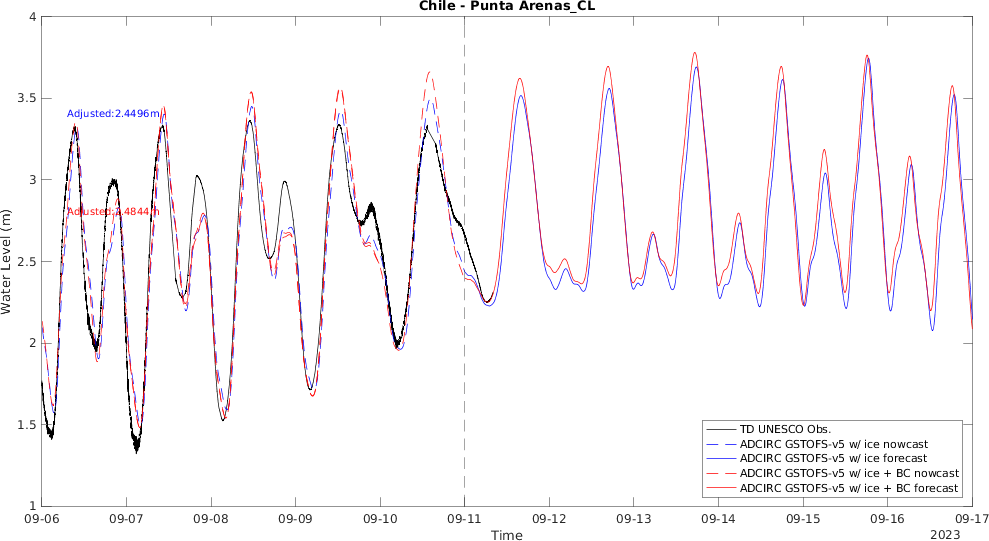 Chile - Punta Arenas_CL
Water Level (m)
4
3.5
3
2.5
2
1.5
1
Adjusted:2.4496m
TD UNESCO Obs.
ADCIRC GSTOFS-v5 w/ ice nowcast
ADCIRC GSTOFS-v5 w/ ice forecast
ADCIRC GSTOFS-v5 w/ ice + BC nowcast
ADCIRC GSTOFS-v5 w/ ice + BC forecast
09-06 09-07 09-08 09-09 09-10 09-11 09-12 09-13 09-14 09-15 09-16 09-17
Time
2023